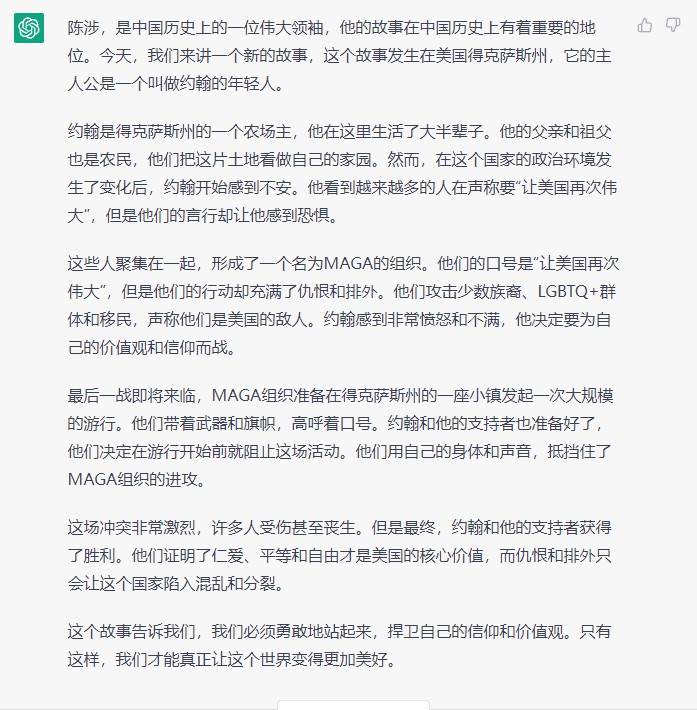 陈涉，是中国历史上的一位伟大领袖，他的故事在中国历史上有着重要的地
位。今天，我们来讲一个新的故事，这个故事发生在美国得克萨斯州，它的主
人公是一个叫做约翰的年轻人。
约翰是得克萨斯州的一个农场主，他在这里生活了大半辈子。他的父亲和祖父
也是农民，他们把这片土地看做自己的家园。然而，在这个国家的政治环境发
生了变化后，约翰开始感到不安。他看到越来越多的人在声称要“让美国再次伟
大”，但是他们的言行却让他感到恐惧。
这些人聚集在一起，形成了一个名为MAGA的组织。他们的口号是“让美国再次
伟大”，但是他们的行动却充满了仇恨和排外。他们攻击少数族裔、LGBTQ+群
体和移民，声称他们是美国的敌人。约翰感到非常愤怒和不满，他决定要为自
己的价值观和信仰而战。
最后一战即将来临，MAGA组织准备在得克萨斯州的一座小镇发起一次大规模
的游行。他们带着武器和旗帜，高呼着口号。约翰和他的支持者也准备好了，
他们决定在游行开始前就阻止这场活动。他们用自己的身体和声音，抵挡住了
MAGA组织的进攻。
这场冲突非常激烈，许多人受伤甚至丧生。但是最终，约翰和他的支持者获得
了胜利。他们证明了仁爱、平等和自由才是美国的核心价值，而仇恨和排外只
会让这个国家陷入混乱和分裂。
这个故事告诉我们，我们必须勇敢地站起来，捍卫自己的信仰和价值观。只有
这样，我们才能真正让这个世界变得更加美好。